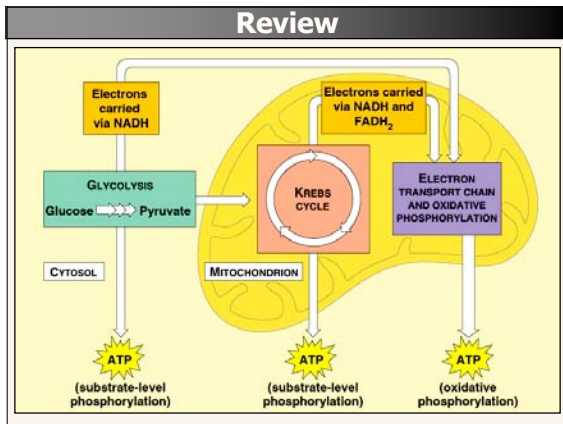 Review
Electrons
carried
via NADH
Electrons carried
via NADH and
FADH₂
GLYCOLYSIS
Glucose Pyruvate
KREBS
CYCLE
ELECTRON
TRANSPORT CHAIN
AND OXIDATIVE
PHOSPHORYLATION
CYTOSOL
MITOCHONDRION
ATP
(substrate-level
phosphorylation)
ATP
(substrate-level
phosphorylation)
ATP
(oxidative
phosphorylation)